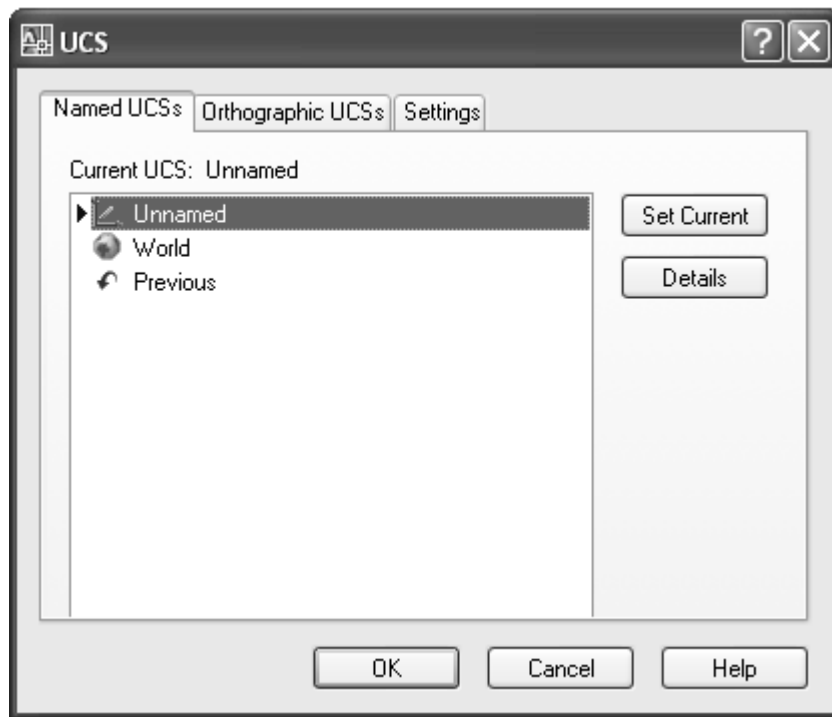 UCS
Named UCSs Orthographic UCSs Settings
Current UCS: Unnamed
Unnamed
World
Previous
Set Current
Details
OK Cancel Help